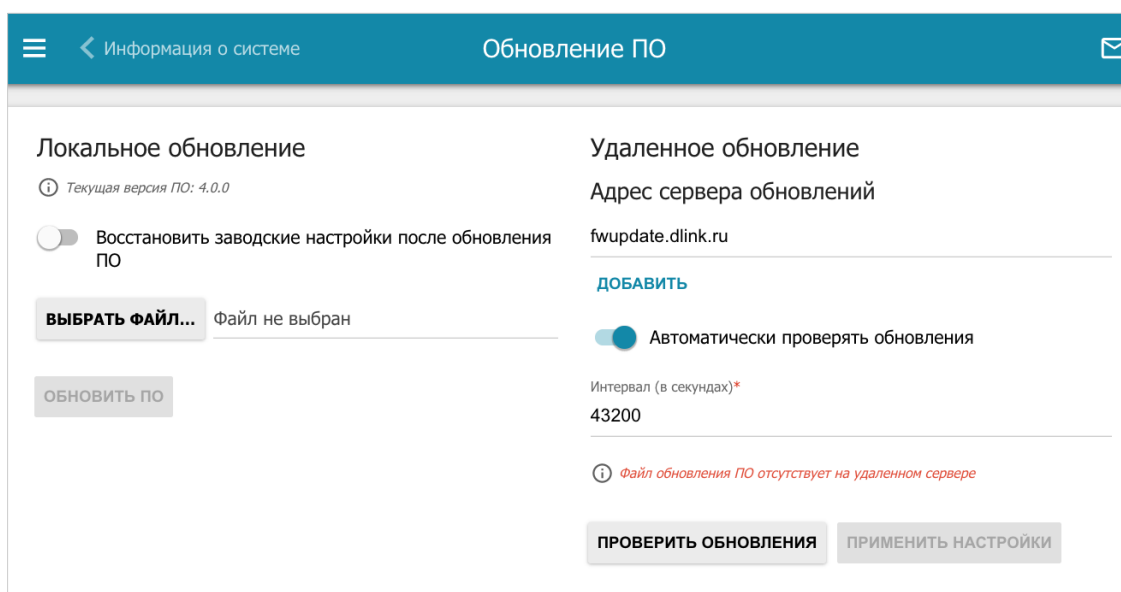 Информация о системе
Обновление ПО
Локальное обновление
Текущая версия ПО: 4.0.0
Восстановить заводские настройки после обновления
ПО
ВЫБРАТЬ ФАЙЛ... Файл не выбран
ОБНОВИТЬ ПО
Удаленное обновление
Адрес сервера обновлений
fwupdate.dlink.ru
ДОБАВИТЬ
Автоматически проверять обновления
Интервал (в секундах)*
43200
Файл обновления ПО отсутствует на удаленном сервере
ПРОВЕРИТЬ ОБНОВЛЕНИЯ ПРИМЕНИТЬ НАСТРОЙКИ